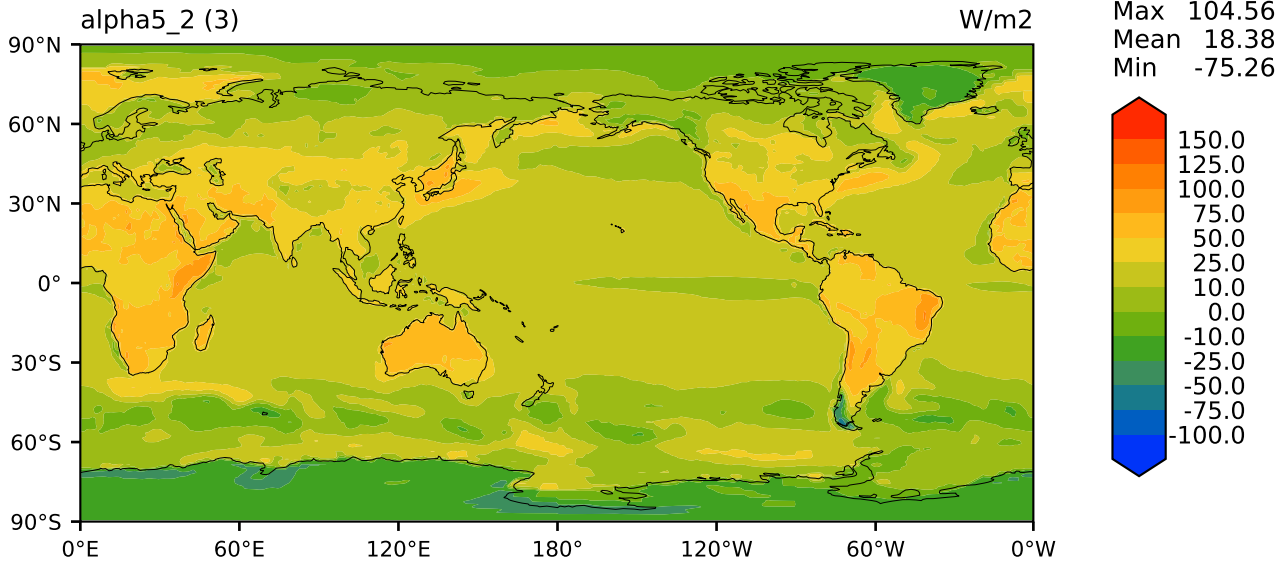 alpha5_2 (3)
W/m2
Max 104.56
Mean 18.38
Min -75.26
90°N
60°N
30°N
0°
30°S
60°S
90°S
0°E
60°E
120°E
180°
120°W
60°W
0°W
150.0
125.0
100.0
75.0
50.0
25.0
10.0
0.0
-10.0
-25.0
-50.0
-75.0
-100.0